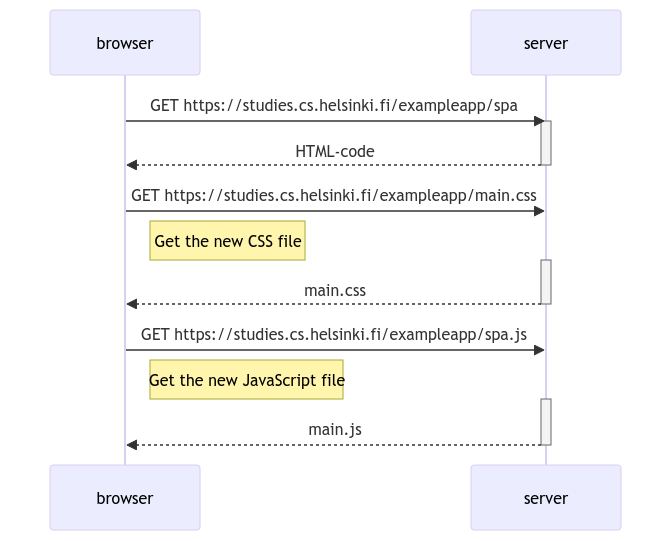 browser
server
GET https://studies.cs.helsinki.fi/exampleapp/spa
HTML-code
GET https://studies.cs.helsinki.fi/exampleapp/main.css
Get the new CSS file
main.css
GET https://studies.cs.helsinki.fi/exampleapp/spa.js
Get the new JavaScript file
main.js
browser
server